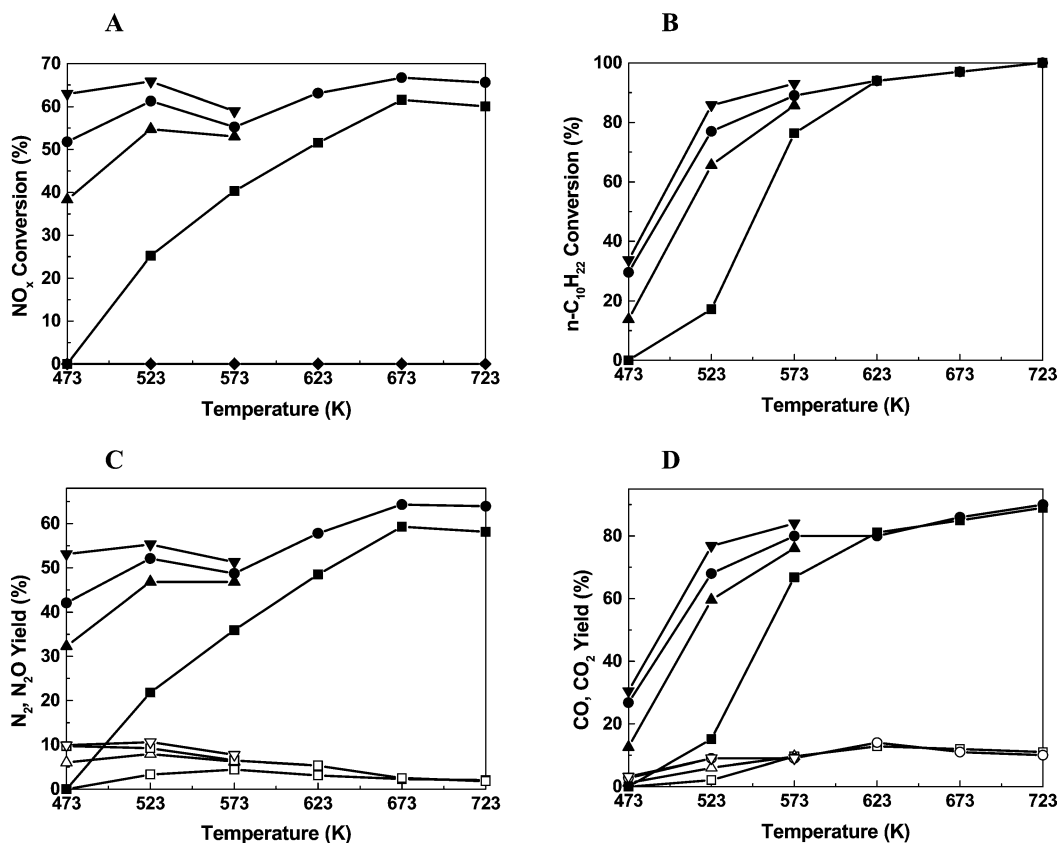 A
B
70
60
50
40
30
20
10
0
NOx Conversion (%)
473 523 573 623 673 723
Temperature (K)
100
80
60
40
20
0
n-C10H22 Conversion (%)
473 523 573 623 673 723
Temperature (K)
C
D
60
50
40
30
20
10
0
N2, N2O Yield (%)
473 523 573 623 673 723
Temperature (K)
80
60
40
20
0
CO, CO2 Yield (%)
473 523 573 623 673 723
Temperature (K)